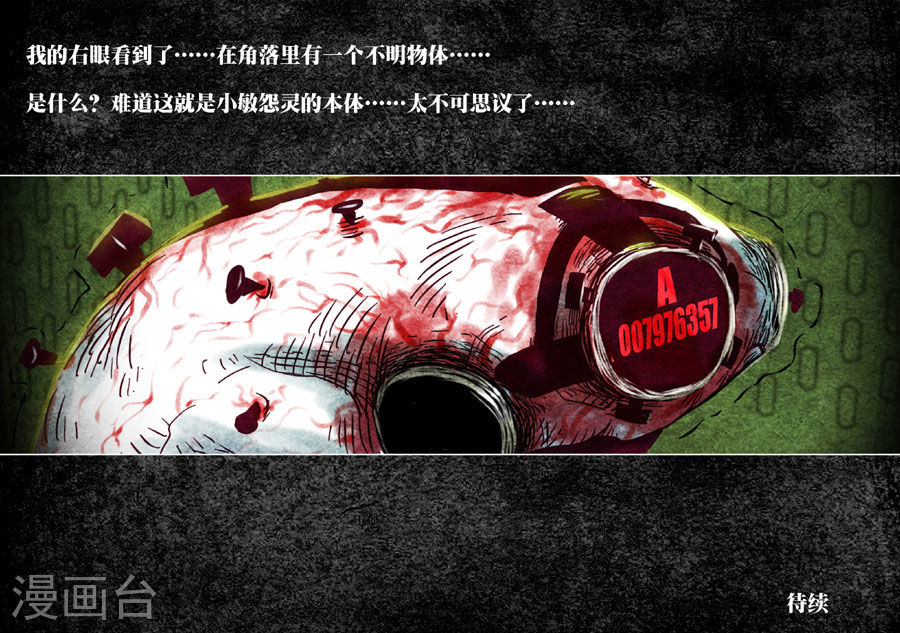 我的右眼看到了……在角落里有一个不明物体……
是什么？难道这就是小敏怨灵的本体……太不可思议了……
A
007976357
漫画台
待续